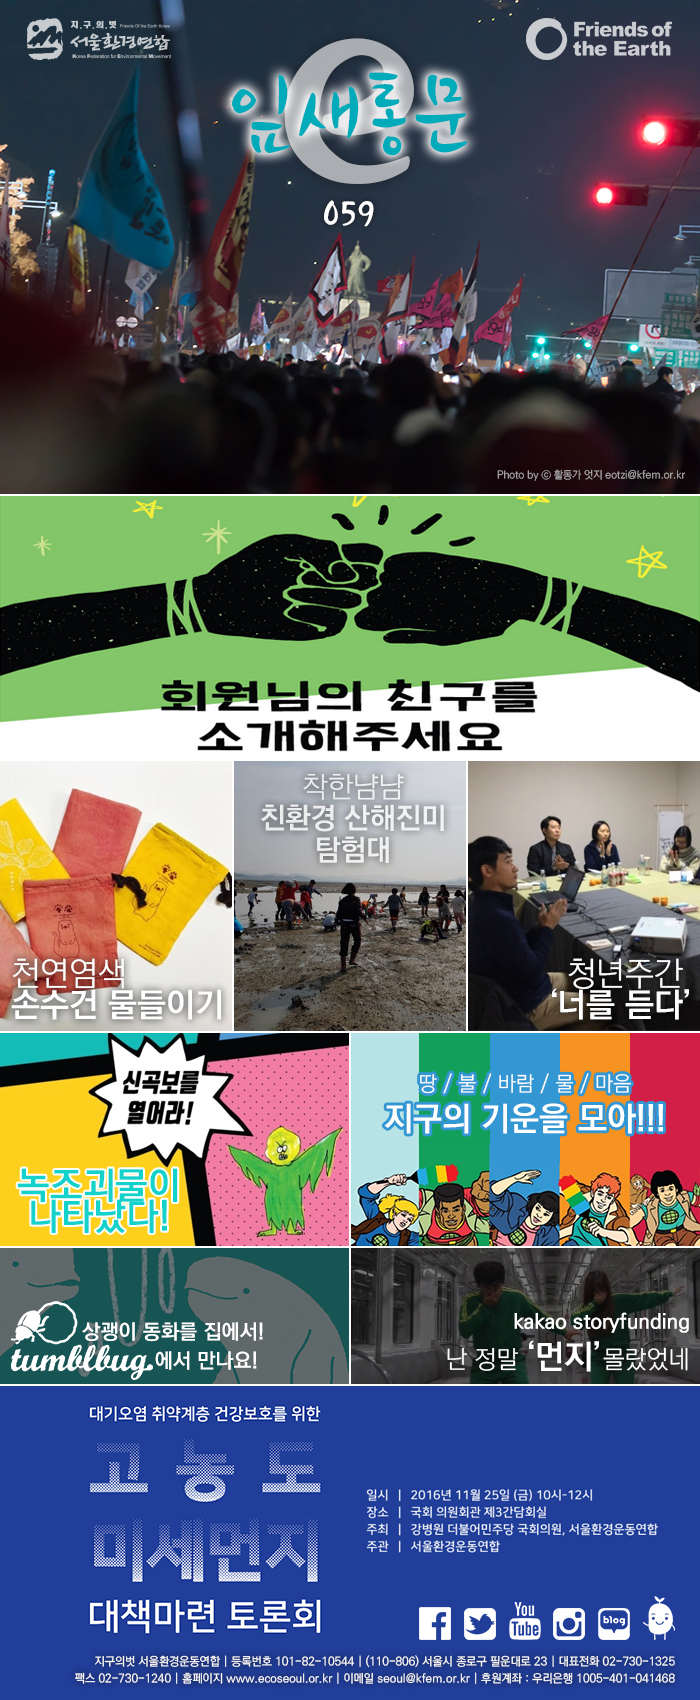 지.구.의.벗 Friends Of the Earth Korea
서울환경연합
Korea Federation for Environmental Movement
Friends of
the Earth
e
잎새통문
059
Photo by ⓒ 활동가 엇지 eotzi@kfem.or.kr
회원님의 친구를
소개해주세요
천연염색
손수건 물들이기
착한냠냠
친환경 산해진미
탐험대
청년주간
‘너를 듣다’
신곡보를
열어라!
녹조괴물이
나타났다!
땅 / 불 / 바람 / 물 / 마음
지구의 기운을 모아!!!
상괭이 동화를 집에서!
tumblbug.에서 만나요!
kakao storyfunding
난 정말 ‘먼지’ 몰랐었네
대기오염 취약계층 건강보호를 위한
고 농 도
미세먼지
대책마련 토론회
일시 | 2016년 11월 25일 (금) 10시-12시
장소 | 국회 의원회관 제3간담회실
주최 | 강병원 더불어민주당 국회의원, 서울환경운동연합
주관 | 서울환경운동연합
You
Tube
blog
지구의벗 서울환경운동연합 | 등록번호 101-82-10544 | (110-806) 서울시 종로구 필운대로 23 | 대표전화 02-730-1325
팩스 02-730-1240 | 홈페이지 www.ecoseoul.or.kr | 이메일 seoul@kfem.or.kr | 후원계좌 : 우리은행 1005-401-041468